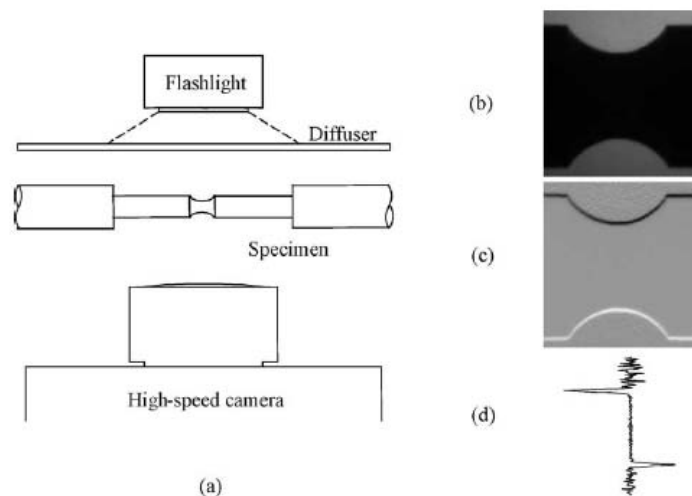 Flashlight
Diffuser
Specimen
High-speed camera
(a)
(b)
(c)
(d)